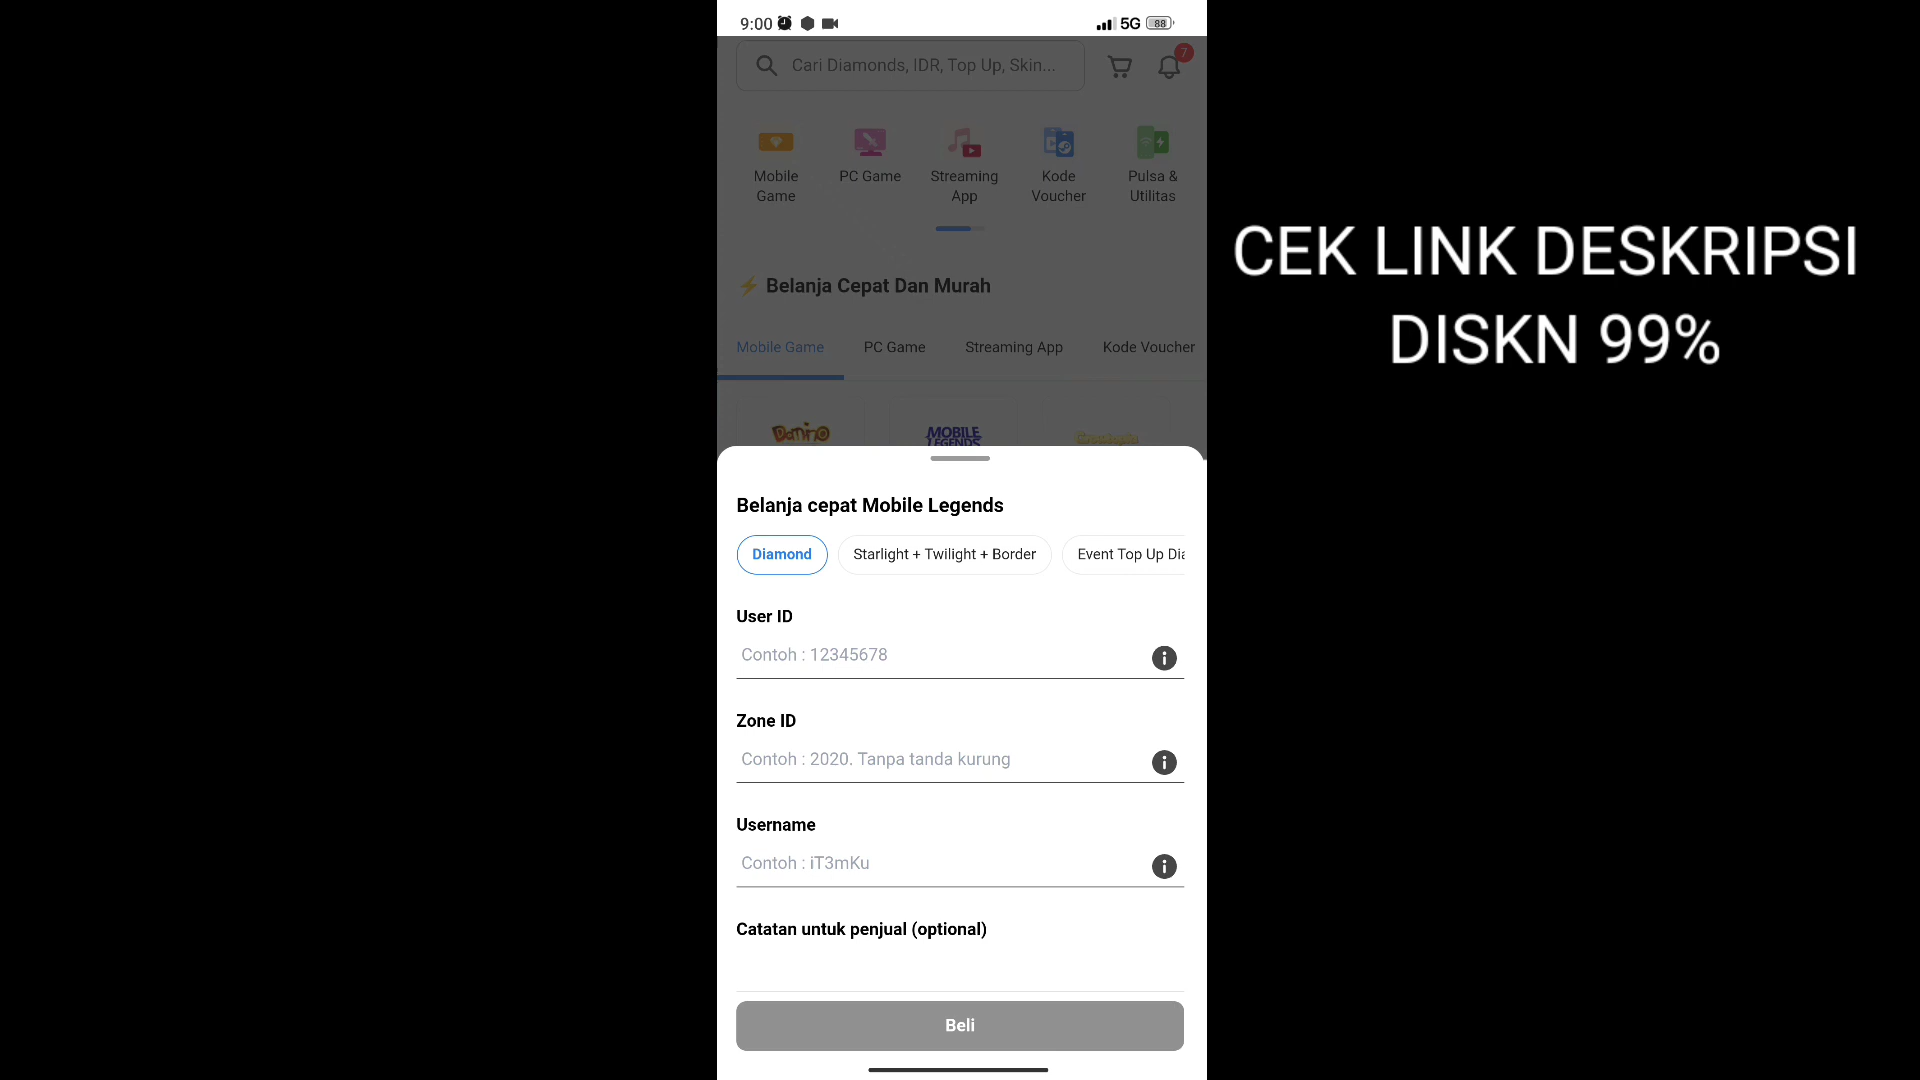 9:00
5G
88
Cari Diamonds, IDR, Top Up, Skin...
7
Mobile
Game
PC Game
Streaming
App
Kode
Voucher
Pulsa &
Utilitas
⚡ Belanja Cepat Dan Murah
Mobile Game
PC Game
Streaming App
Kode Voucher
Domino
MOBILE
LEGENDS
Belanja cepat Mobile Legends
Diamond
Starlight + Twilight + Border
Event Top Up Dia
User ID
Contoh : 12345678
Zone ID
Contoh : 2020. Tanpa tanda kurung
Username
Contoh : iT3mKu
Catatan untuk penjual (optional)
Beli
CEK LINK DESKRIPSI
DISKN 99%